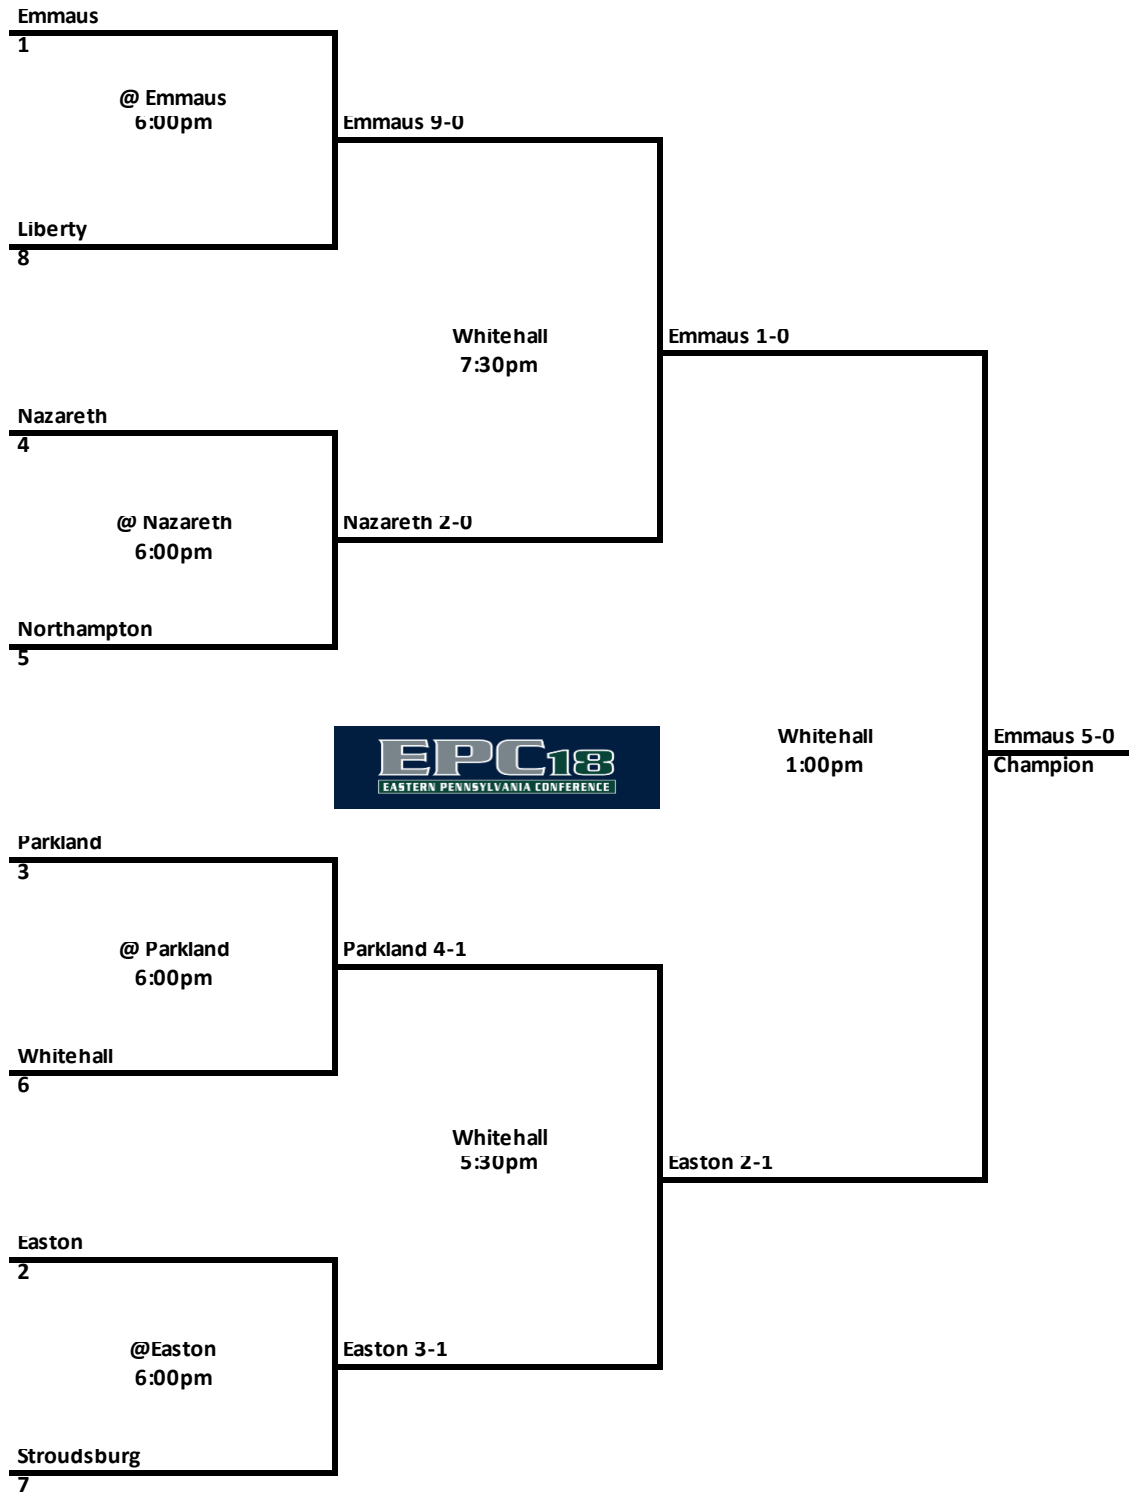 Emmaus
1
@ Emmaus
6:00pm
Emmaus 9-0
Liberty
8
Whitehall
7:30pm
Emmaus 1-0
Nazareth
4
@ Nazareth
6:00pm
Nazareth 2-0
Northampton
5
EPC18
EASTERN PENNSYLVANIA CONFERENCE
Whitehall
1:00pm
Emmaus 5-0
Champion
Parkland
3
@ Parkland
6:00pm
Parkland 4-1
Whitehall
6
Whitehall
5:30pm
Easton 2-1
Easton
2
@Easton
6:00pm
Easton 3-1
Stroudsburg
7